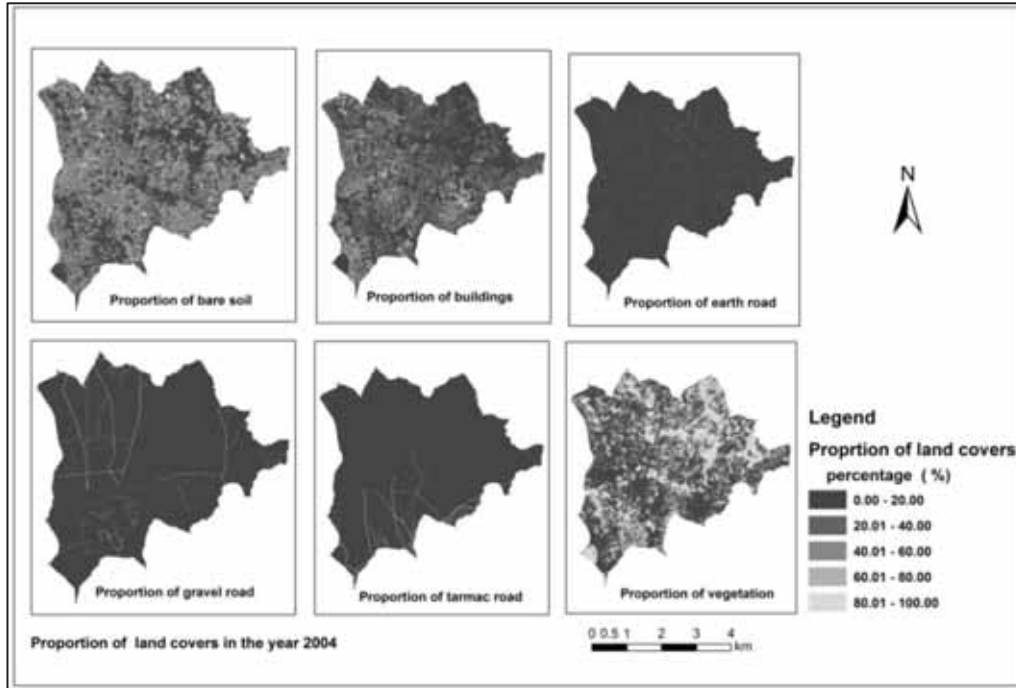 Proportion of bare soil
Proportion of buildings
Proportion of earth road
N
Proportion of gravel road
Proportion of tarmac road
Proportion of vegetation
Legend
Proprtion of land covers
percentage ( %)
0.00 - 20.00
20.01 - 40.00
40.01 - 60.00
60.01 - 80.00
80.01 - 100.00
Proportion of land covers in the year 2004
0 0.5 1 2 3 4
km